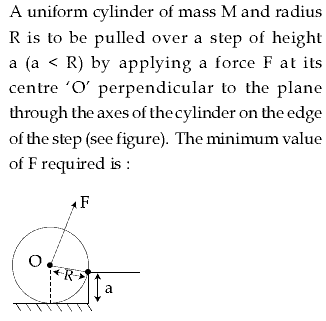 A uniform cylinder of mass M and radius
R is to be pulled over a step of height
a (a < R) by applying a force F at its
centre ‘O’ perpendicular to the plane
through the axes of the cylinder on the edge
of the step (see figure). The minimum value
of F required is :
F
O
R
a